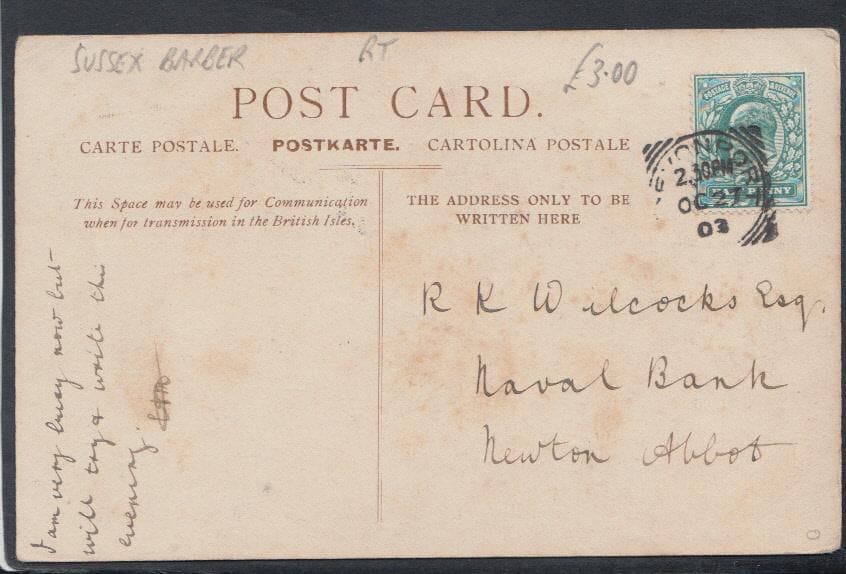 SUSSEX BARBER
RT
£3.00
POST CARD.
CARTE POSTALE. POSTKARTE. CARTOLINA POSTALE
This Space may be used for Communication
when for transmission in the British Isles.
THE ADDRESS ONLY TO BE
WRITTEN HERE
POSTAGE REVENUE
HALF PENNY
EVONPOR
2.30PM
OC 27
03
I am very busy now but
will try & write this
evening.
R K Wilcocks Esq.
Naval Bank
Newton Abbot